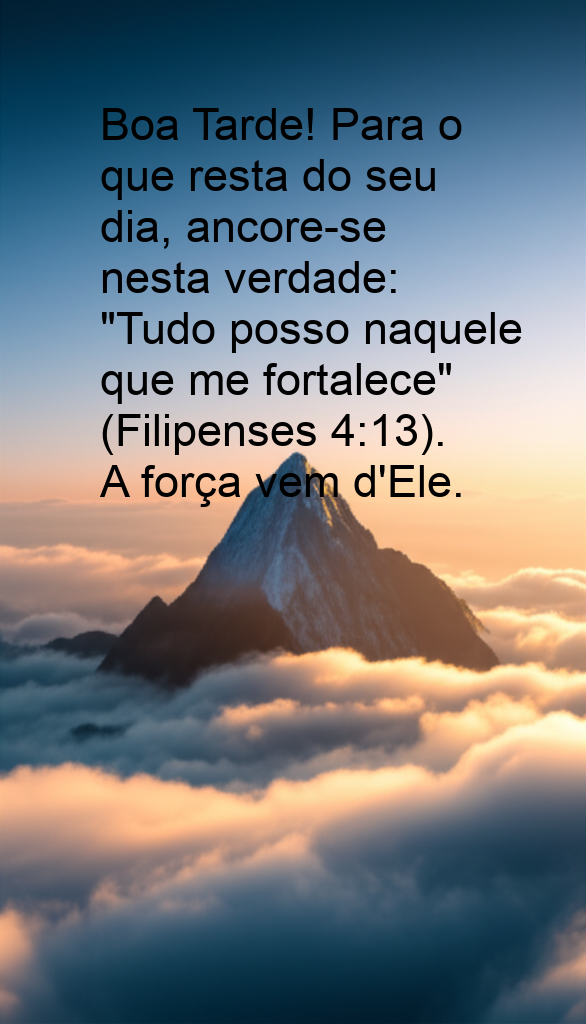 Boa Tarde! Para o
que resta do seu
dia, ancore-se
nesta verdade:
"Tudo posso naquele
que me fortalece"
(Filipenses 4:13).
A força vem d'Ele.